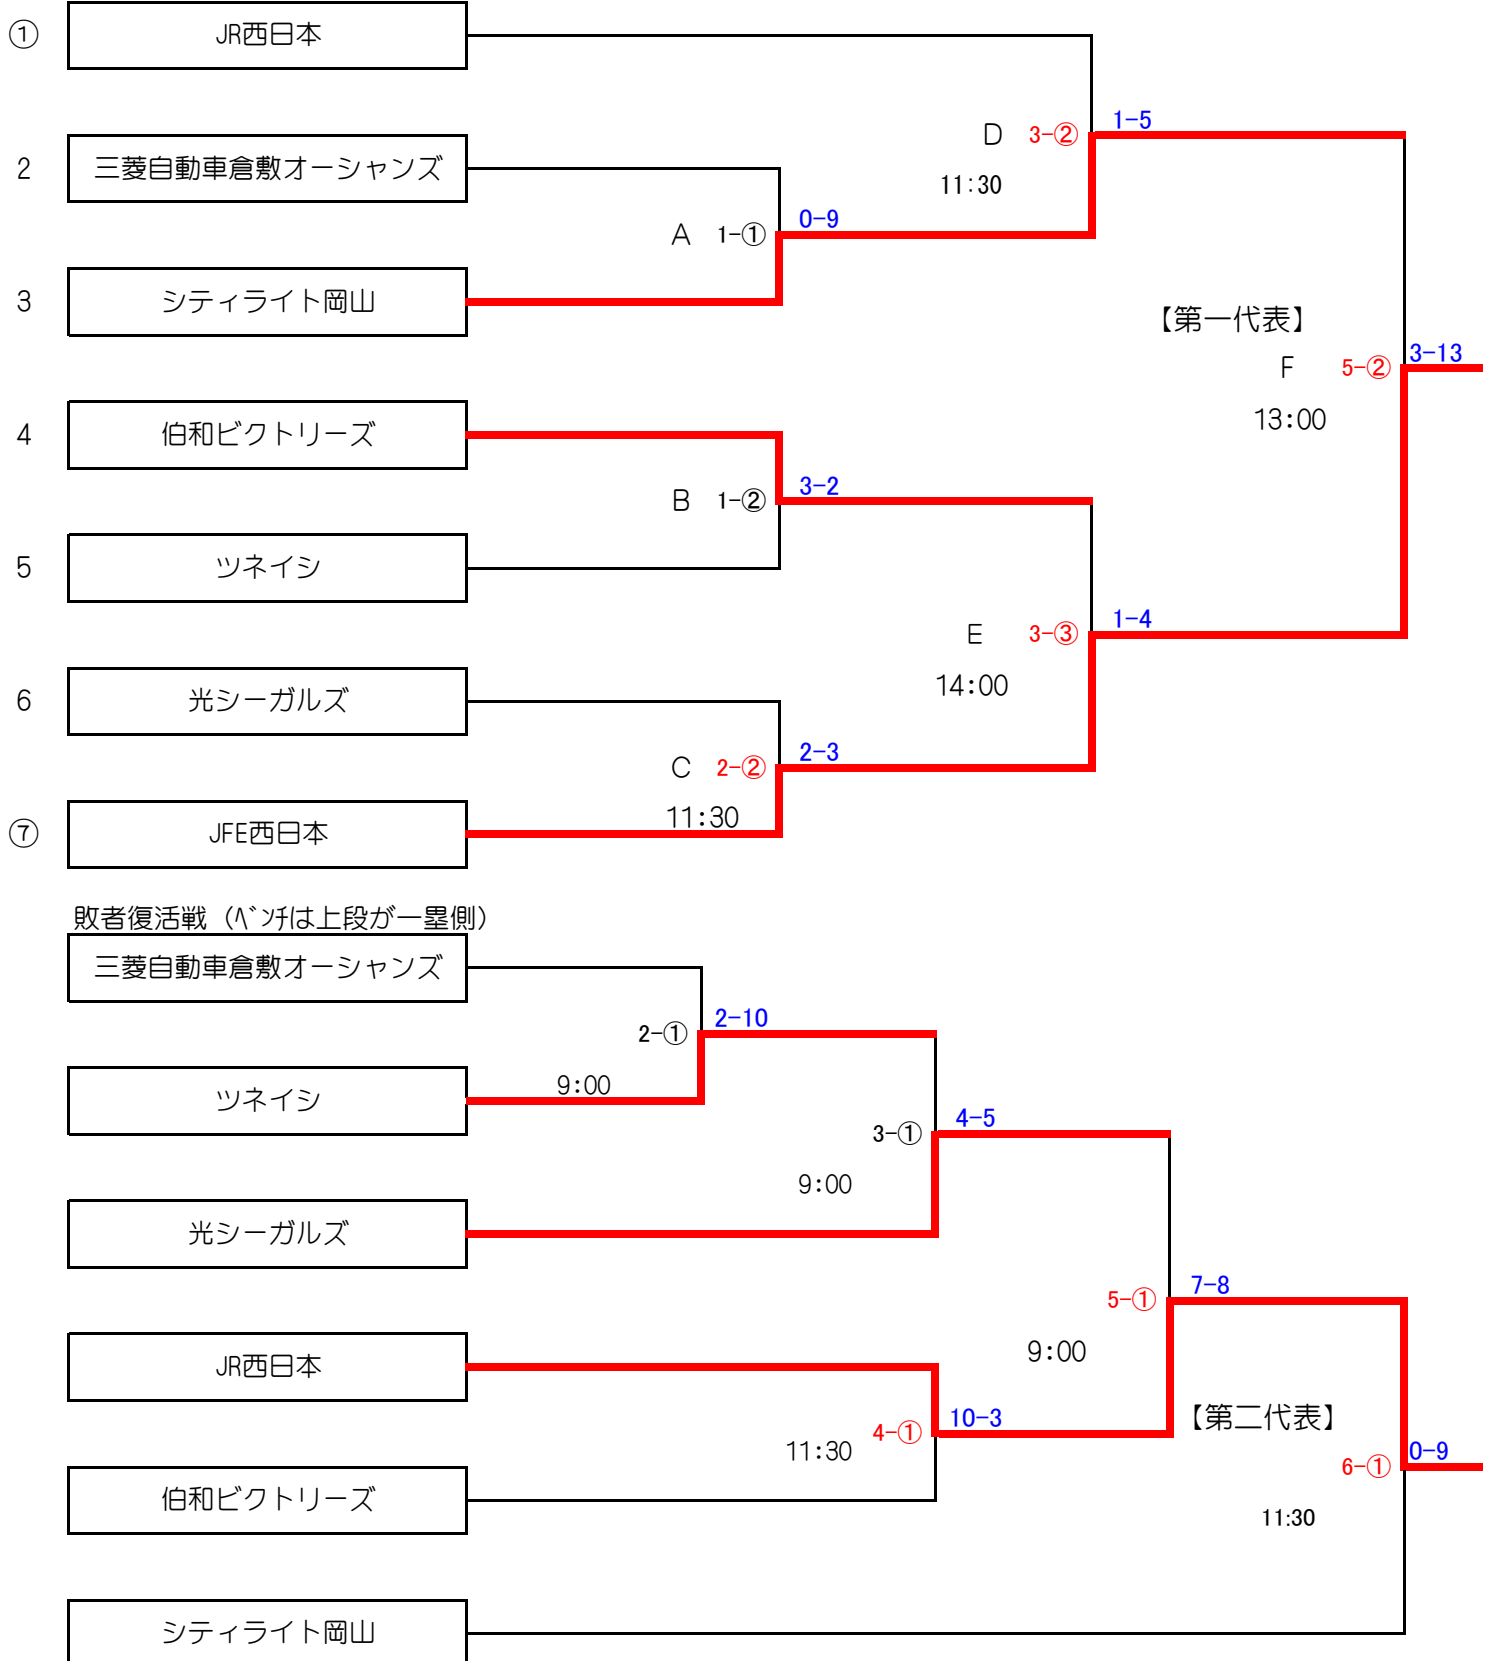 ① JR西日本
D 3-② 1-5
2 三菱自動車倉敷オーシャンズ
11:30
A 1-① 0-9
3 シティライト岡山
【第一代表】
F 5-② 3-13
13:00
4 伯和ビクトリーズ
B 1-② 3-2
5 ツネイシ
E 3-③ 1-4
14:00
6 光シーガルズ
C 2-② 2-3
11:30
⑦ JFE西日本
敗者復活戦（ﾍﾞﾝﾁは上段が一塁側）
三菱自動車倉敷オーシャンズ
2-① 2-10
9:00
ツネイシ
3-① 4-5
9:00
光シーガルズ
5-① 7-8
9:00
JR西日本
4-① 10-3
11:30
【第二代表】
6-① 0-9
伯和ビクトリーズ
11:30
シティライト岡山